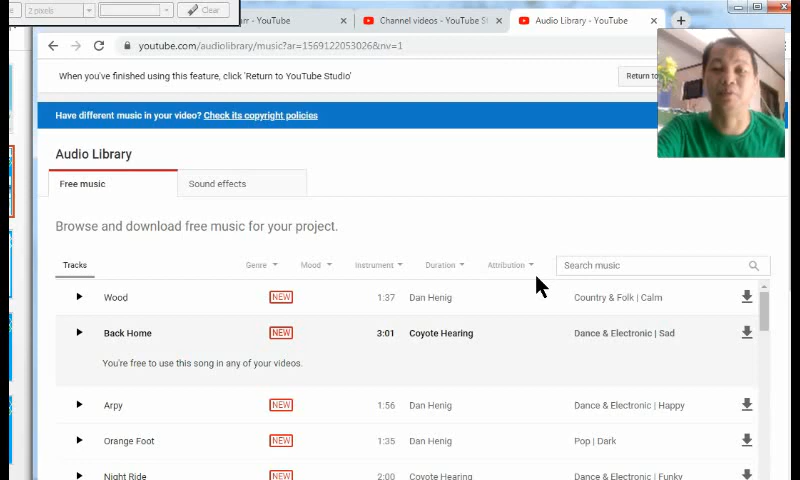 2 pixels
Clear
- YouTube
Channel videos - YouTube St
Audio Library - YouTube
youtube.com/audiolibrary/music?ar=1569122053026&nv=1
When you've finished using this feature, click 'Return to YouTube Studio'
Return to
Have different music in your video? Check its copyright policies
Audio Library
Free music
Sound effects
Browse and download free music for your project.
Tracks Genre Mood Instrument Duration Attribution Search music
Wood NEW 1:37 Dan Henig Country & Folk | Calm
Back Home NEW 3:01 Coyote Hearing Dance & Electronic | Sad
You're free to use this song in any of your videos.
Arpy NEW 1:56 Dan Henig Dance & Electronic | Happy
Orange Foot NEW 1:35 Dan Henig Pop | Dark
Night Ride NEW 2:00 Coyote Hearing Dance & Electronic | Funky